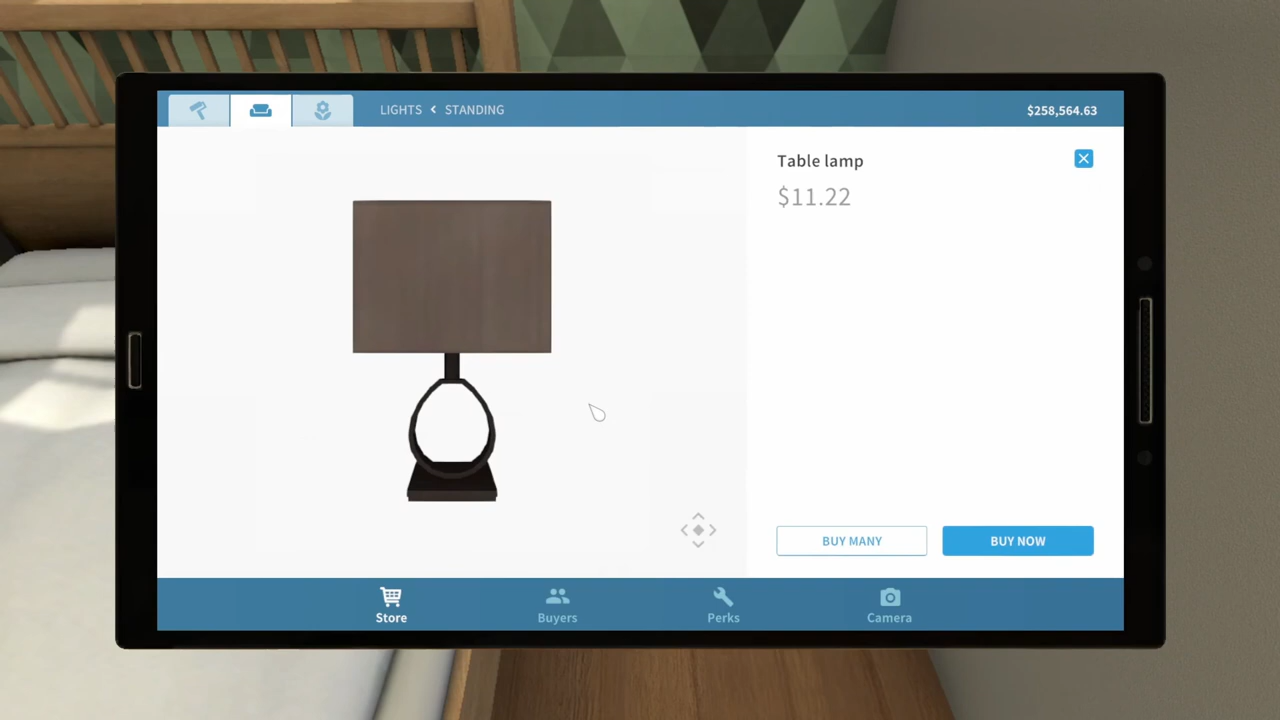 LIGHTS < STANDING
$258,564.63
Table lamp
$11.22
BUY MANY
BUY NOW
Store
Buyers
Perks
Camera